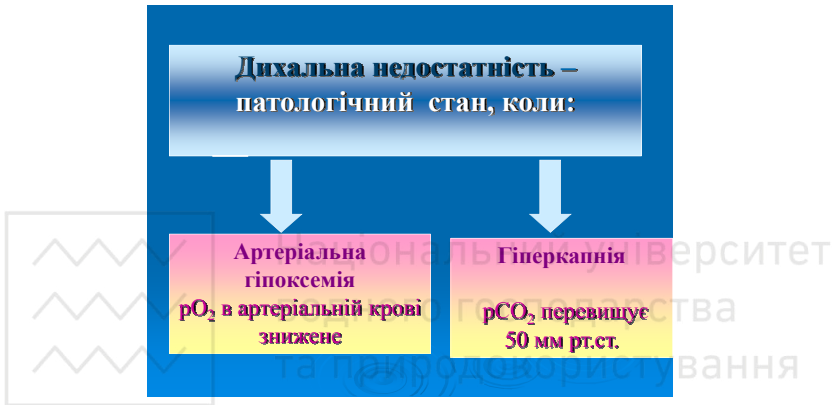 Дихальна недостатність –
патологічний стан, коли:
Артеріальна
гіпоксемія
рО₂ в артеріальній крові
знижене
Гіперкапнія
рСО₂ перевищує
50 мм рт.ст.
Національний університет
водного господарства
та природокористування